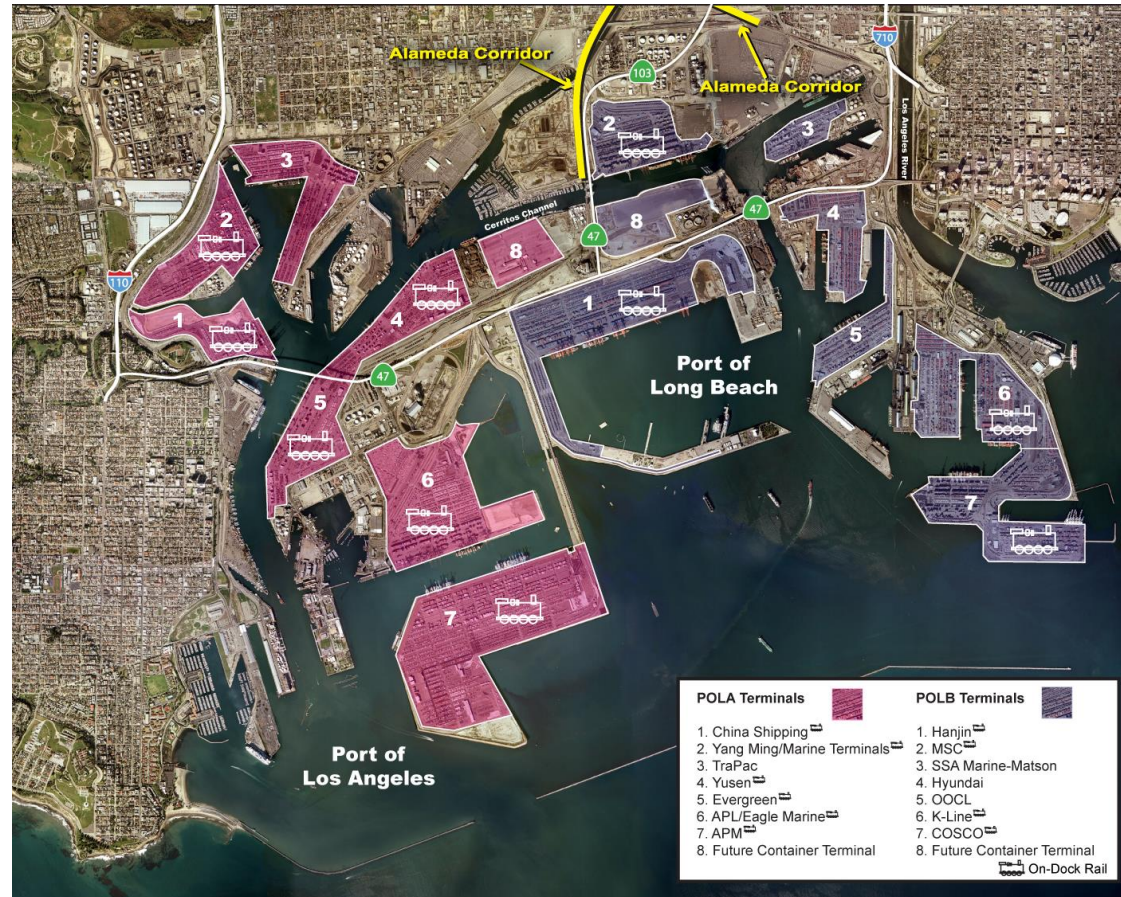 Alameda Corridor
Alameda Corridor
103
710
Los Angeles River
2
3
3
2
4
Cerritos Channel
8
47
47
8
110
1
4
1
5
Port of
Long Beach
47
5
6
6
7
7
Port of
Los Angeles
POLA Terminals
1. China Shipping
2. Yang Ming/Marine Terminals
3. TraPac
4. Yusen
5. Evergreen
6. APL/Eagle Marine
7. APM
8. Future Container Terminal
POLB Terminals
1. Hanjin
2. MSC
3. SSA Marine-Matson
4. Hyundai
5. OOCL
6. K-Line
7. COSCO
8. Future Container Terminal
On-Dock Rail